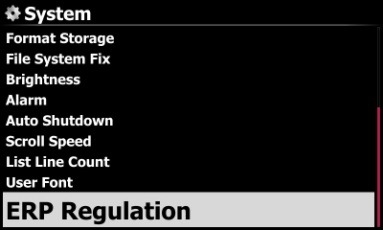 System
Format Storage
File System Fix
Brightness
Alarm
Auto Shutdown
Scroll Speed
List Line Count
User Font
ERP Regulation